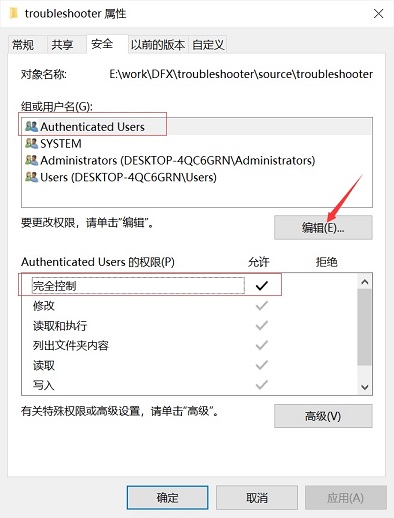 troubleshooter 属性
常规 共享 安全 以前的版本 自定义
对象名称: E:\work\DFX\troubleshooter\source\troubleshooter
组或用户名(G):
Authenticated Users
SYSTEM
Administrators (DESKTOP-4QC6GRN\Administrators)
Users (DESKTOP-4QC6GRN\Users)
要更改权限，请单击"编辑"。 编辑(E)...
Authenticated Users 的权限(P) 允许 拒绝
完全控制
修改
读取和执行
列出文件夹内容
读取
写入
有关特殊权限或高级设置，请单击"高级"。 高级(V)
确定 取消 应用(A)